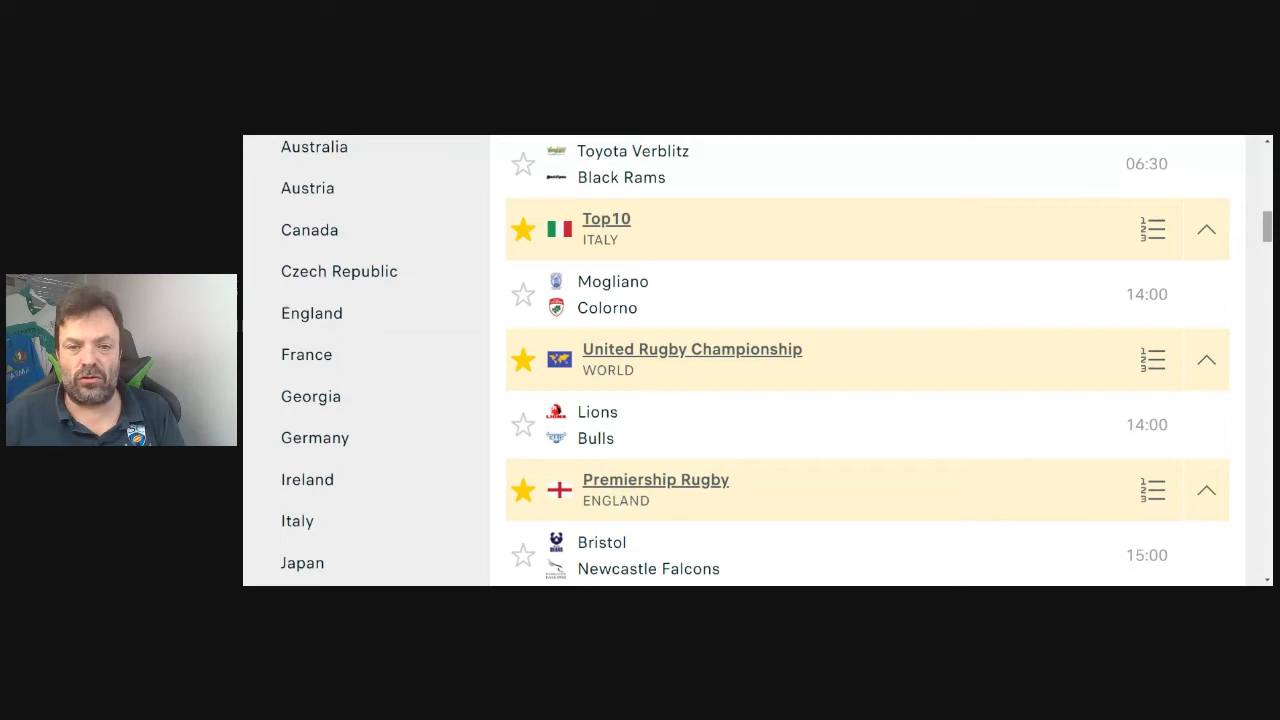 Australia
Austria
Canada
Czech Republic
England
France
Georgia
Germany
Ireland
Italy
Japan
Toyota Verblitz
Black Rams
06:30
Top10
ITALY
Mogliano
Colorno
14:00
United Rugby Championship
WORLD
Lions
Bulls
14:00
Premiership Rugby
ENGLAND
Bristol
Newcastle Falcons
15:00